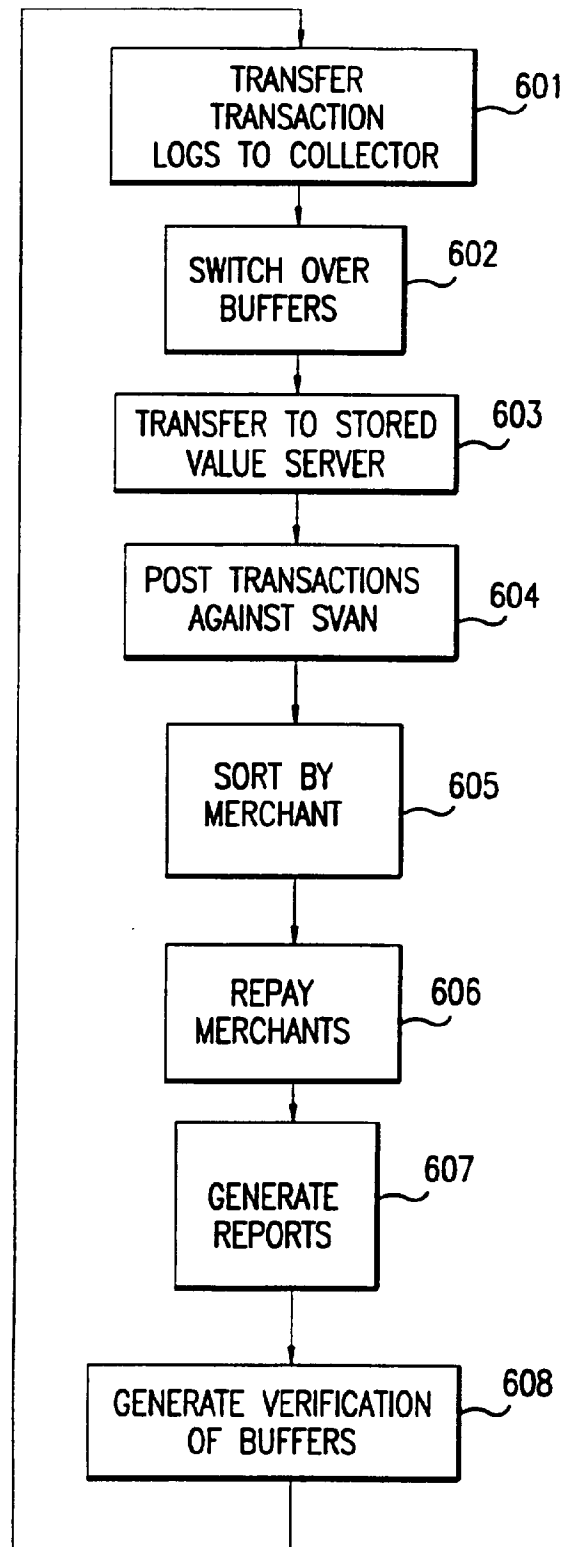 TRANSFER
TRANSACTION
LOGS TO COLLECTOR
601
SWITCH OVER
BUFFERS
602
TRANSFER TO STORED
VALUE SERVER
603
POST TRANSACTIONS
AGAINST SVAN
604
SORT BY
MERCHANT
605
REPAY
MERCHANTS
606
GENERATE
REPORTS
607
GENERATE VERIFICATION
OF BUFFERS
608